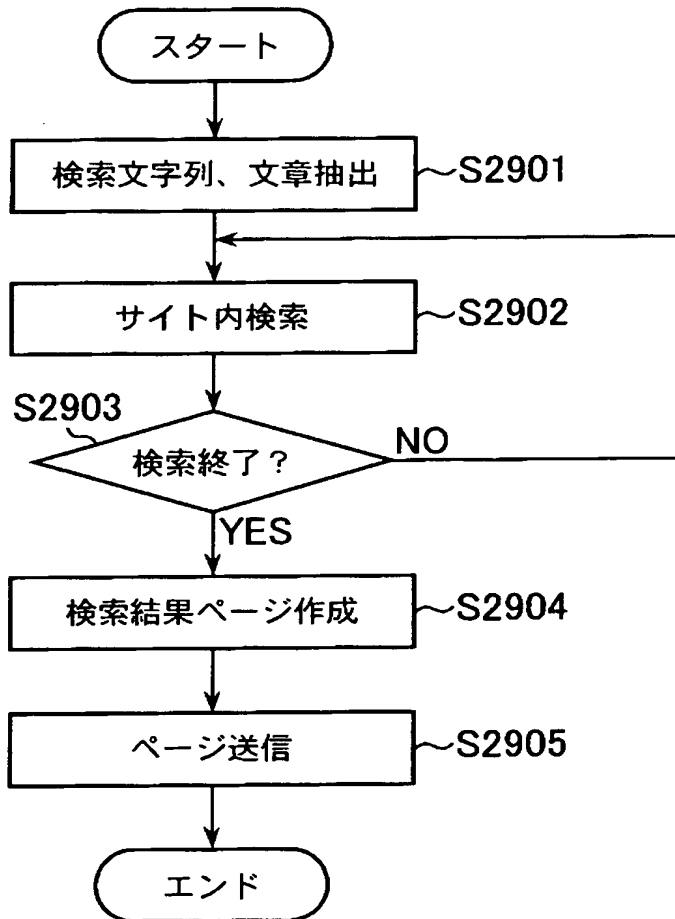 スタート
検索文字列、文章抽出
S2901
サイト内検索
S2902
S2903
検索終了？
NO
YES
検索結果ページ作成
S2904
ページ送信
S2905
エンド